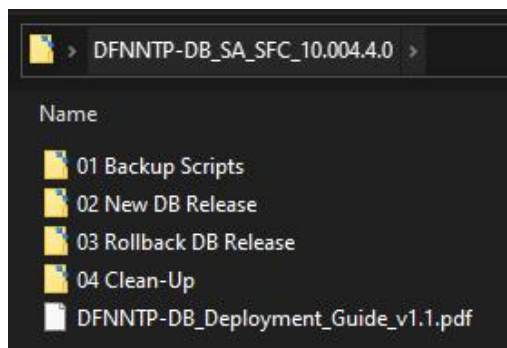 DFNNTP-DB_SA_SFC_10.004.4.0
Name
01 Backup Scripts
02 New DB Release
03 Rollback DB Release
04 Clean-Up
DFNNTP-DB_Deployment_Guide_v1.1.pdf